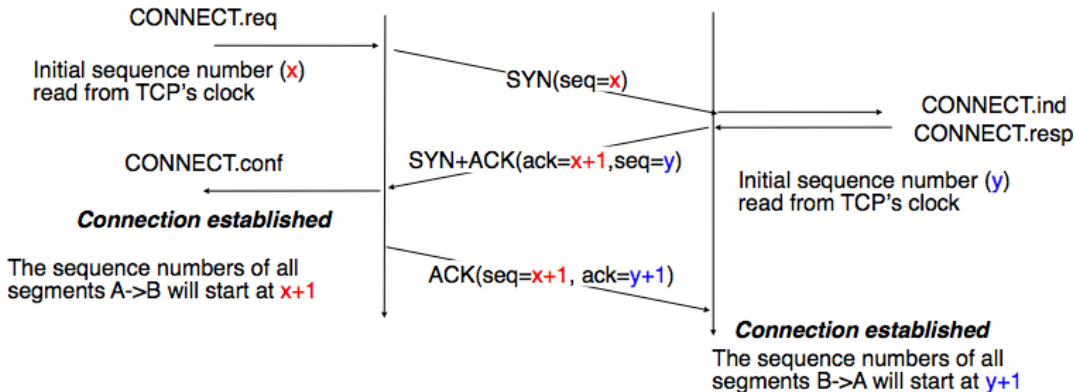 CONNECT.req
Initial sequence number (x)
read from TCP's clock
SYN(seq=x)
CONNECT.ind
CONNECT.resp
CONNECT.conf
SYN+ACK(ack=x+1,seq=y)
Initial sequence number (y)
read from TCP's clock
Connection established
The sequence numbers of all
segments A->B will start at x+1
ACK(seq=x+1, ack=y+1)
Connection established
The sequence numbers of all
segments B->A will start at y+1